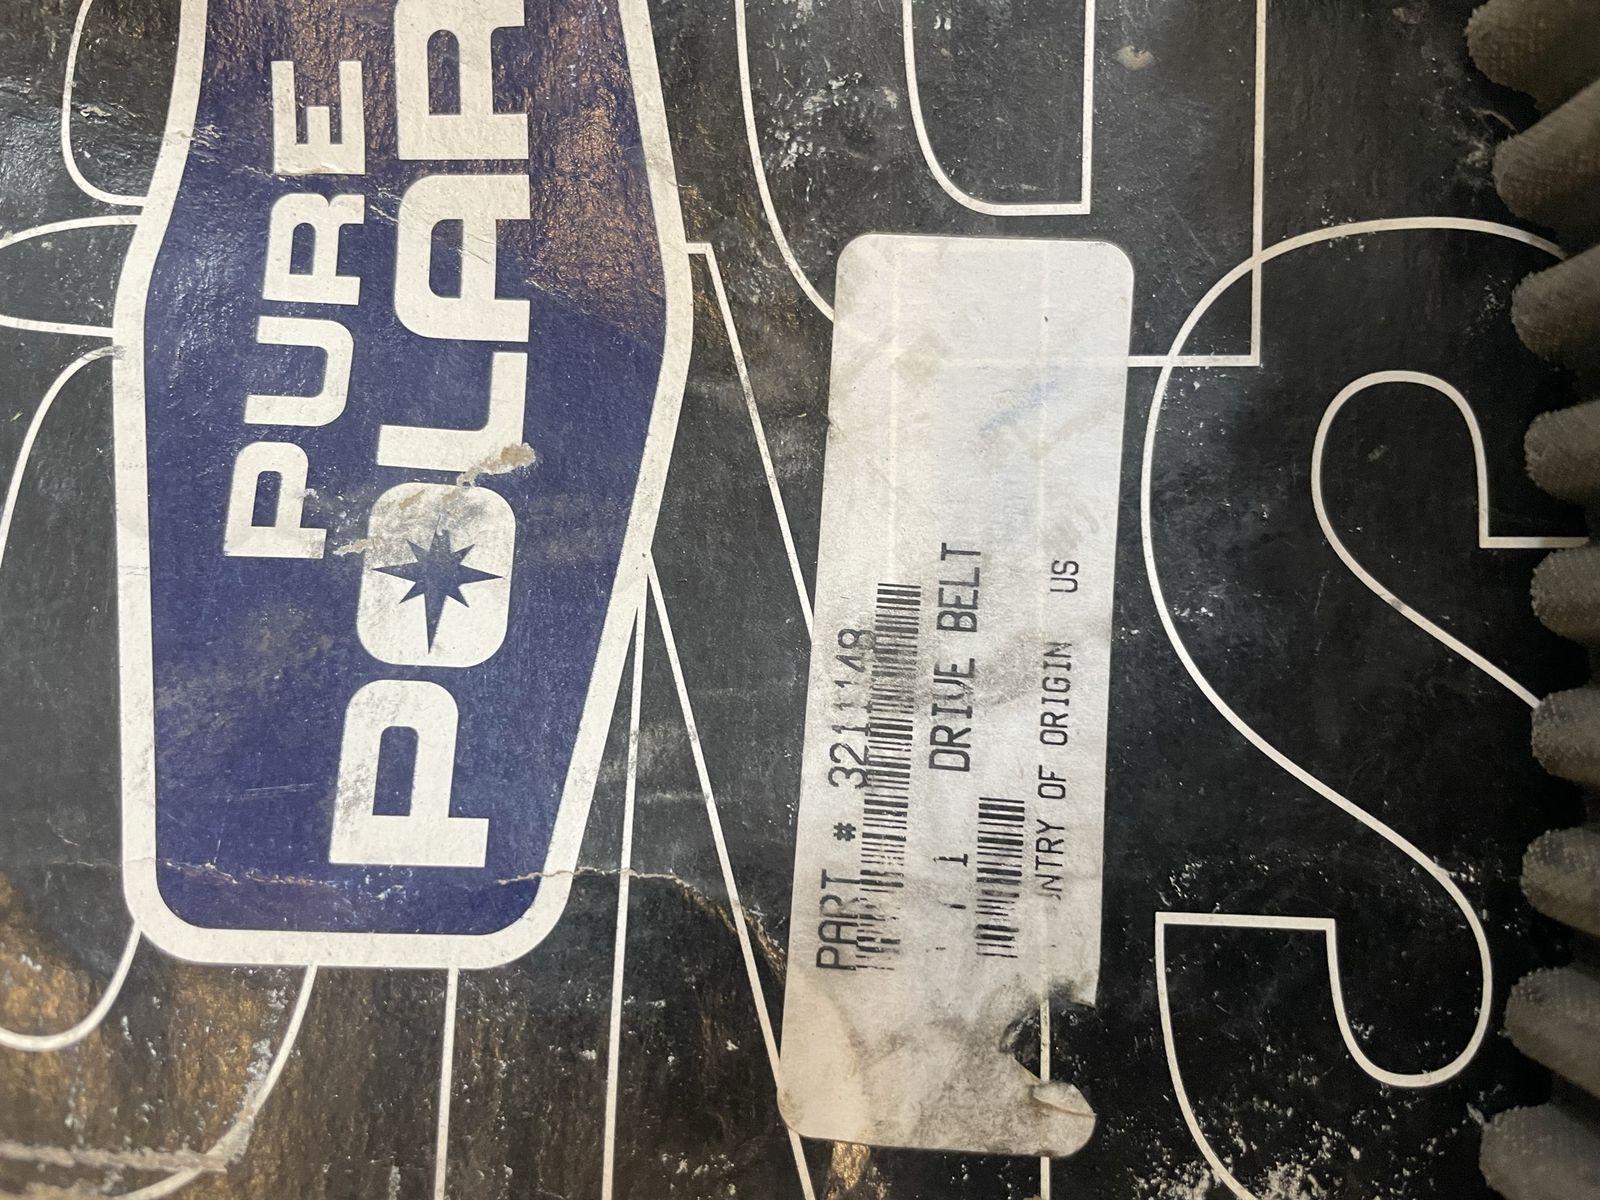 PURE
POLAR
PART # 3211148
DRIVE BELT
1
NTRY OF ORIGIN US